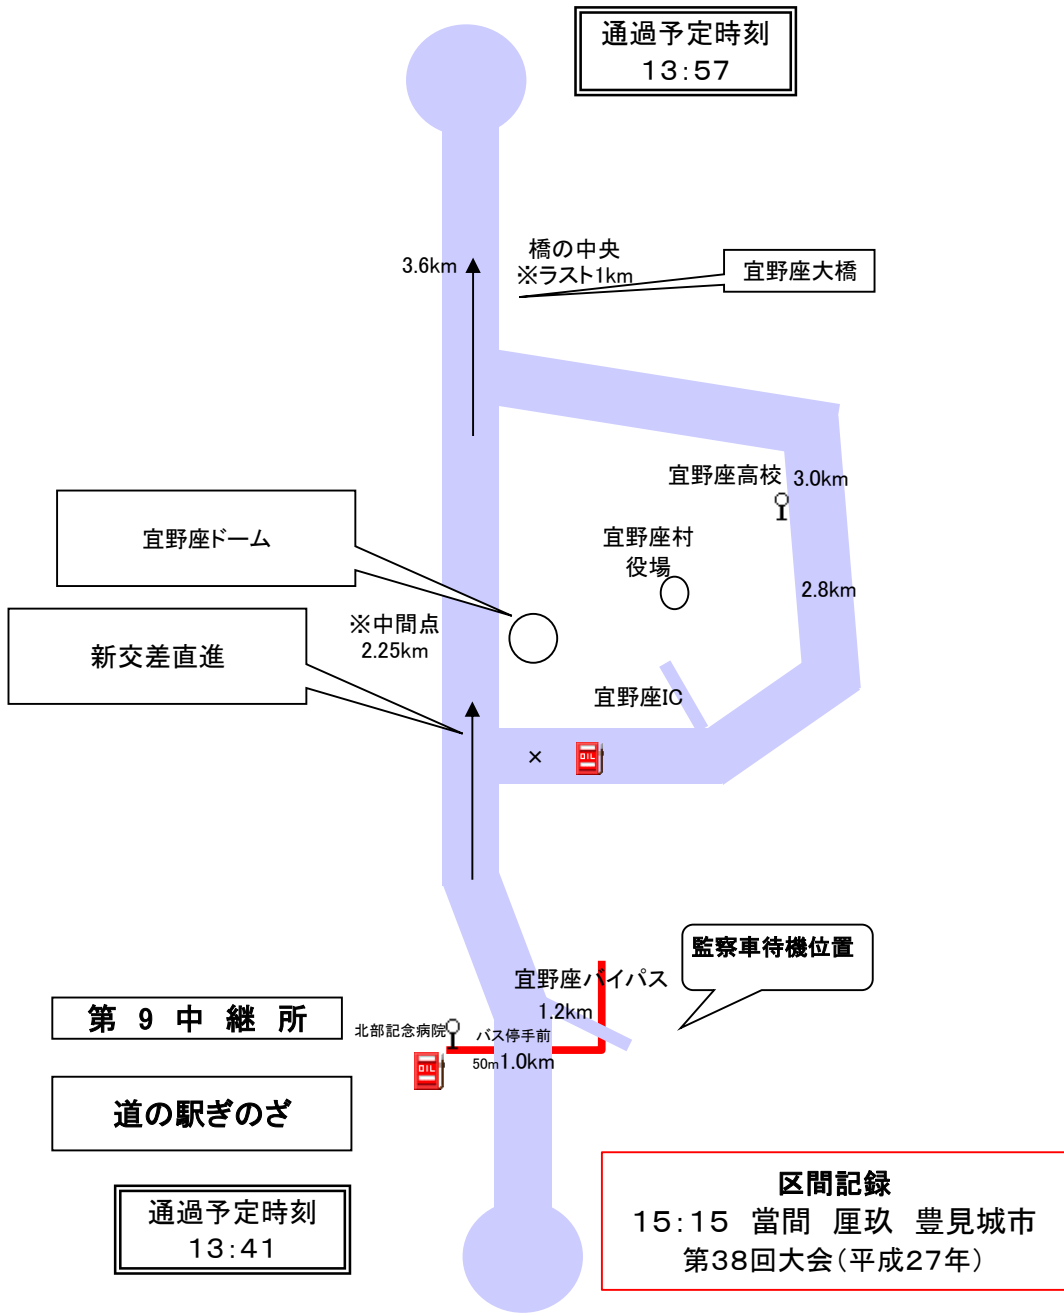 通過予定時刻
13:57
橋の中央
※ラスト1km
3.6km
宜野座大橋
宜野座高校
3.0km
宜野座ドーム
宜野座村
役場
2.8km
※中間点
2.25km
新交差直進
宜野座IC
×
OIL
監察車待機位置
宜野座バイパス
1.2km
第 9 中 継 所
北部記念病院
バス停手前
50m1.0km
OIL
道の駅ぎのざ
通過予定時刻
13:41
区間記録
15:15 當間 厘玖 豊見城市
第38回大会(平成27年)